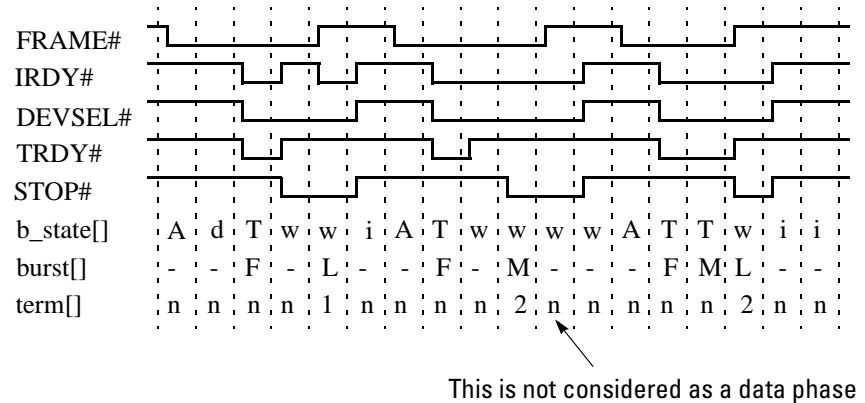 FRAME#
IRDY#
DEVSEL#
TRDY#
STOP#
b_state[] A d T w w i A T w w w w A T T w i i
burst[] - - F - L - - F - M - - - F M L - -
term[] n n n n 1 n n n n 2 n n n n n 2 n n
This is not considered as a data phase